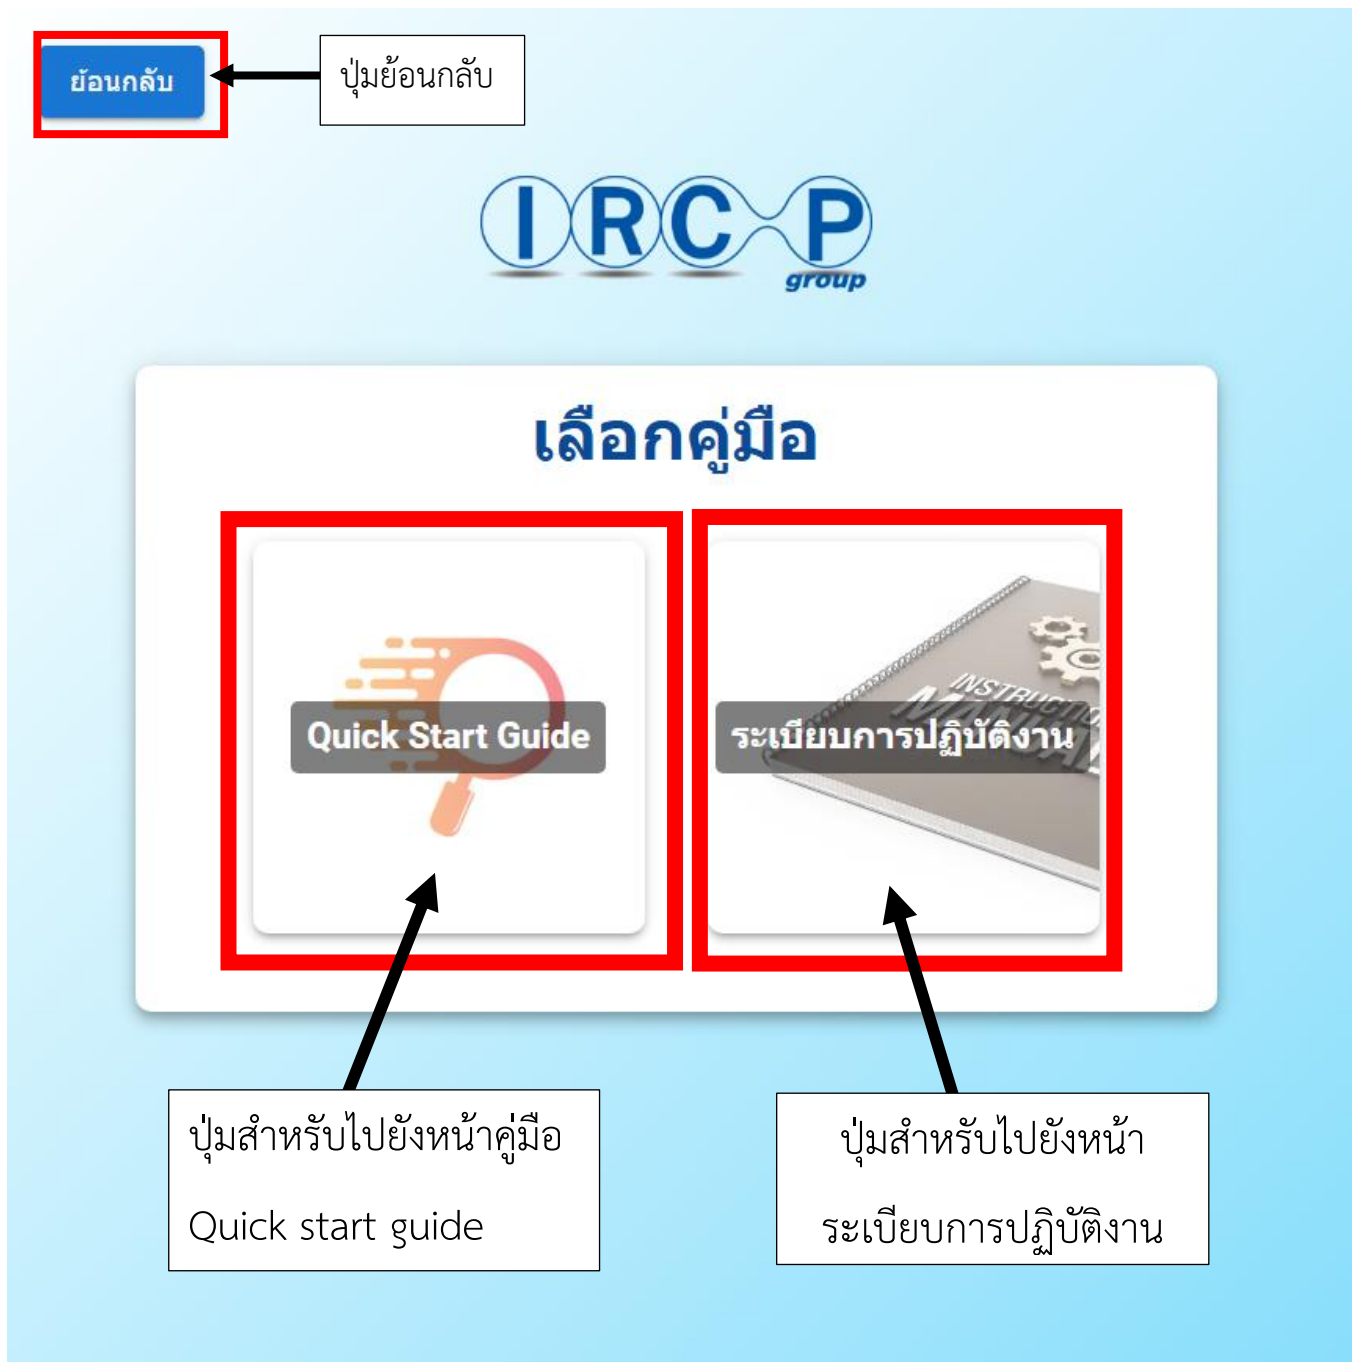 ย้อนกลับ
ปุ่มย้อนกลับ
IRCP
group
เลือกคู่มือ
Quick Start Guide
INSTRUCTION
MANUAL
ระเบียบการปฏิบัติงาน
ปุ่มสำหรับไปยังหน้าคู่มือ
Quick start guide
ปุ่มสำหรับไปยังหน้า
ระเบียบการปฏิบัติงาน